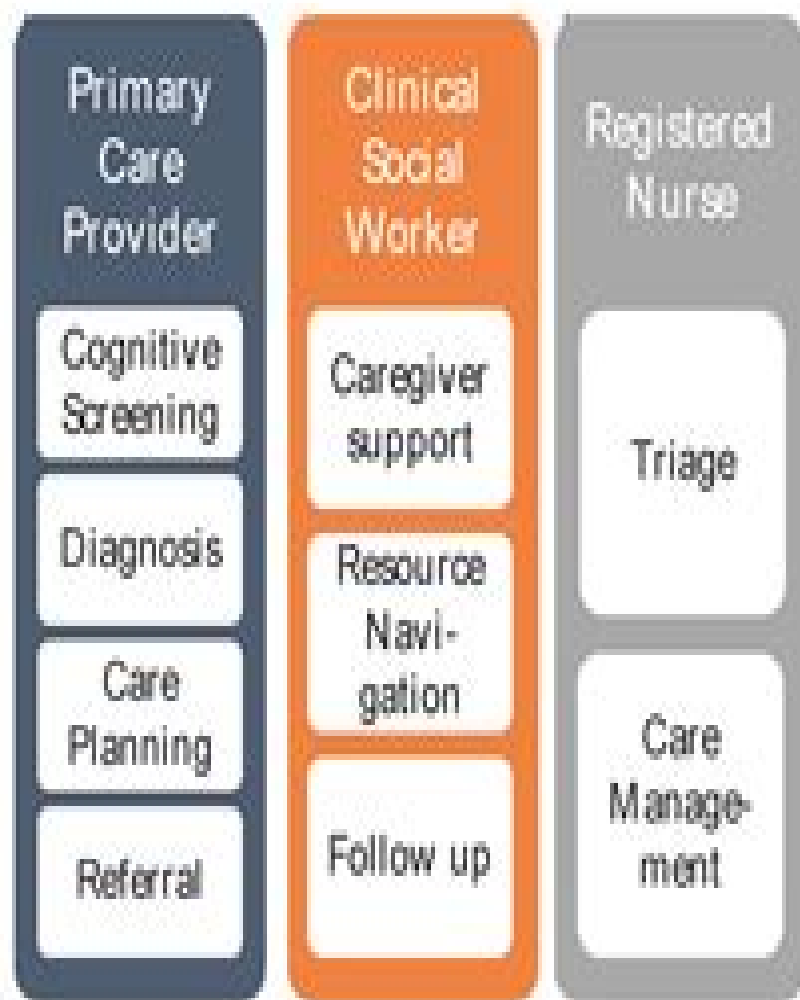 Primary
Care
Provider
Cognitive
Screening
Diagnosis
Care
Planning
Referral
Clinical
Social
Worker
Caregiver
support
Resource
Navi-
gation
Follow up
Registered
Nurse
Triage
Care
Manage-
ment